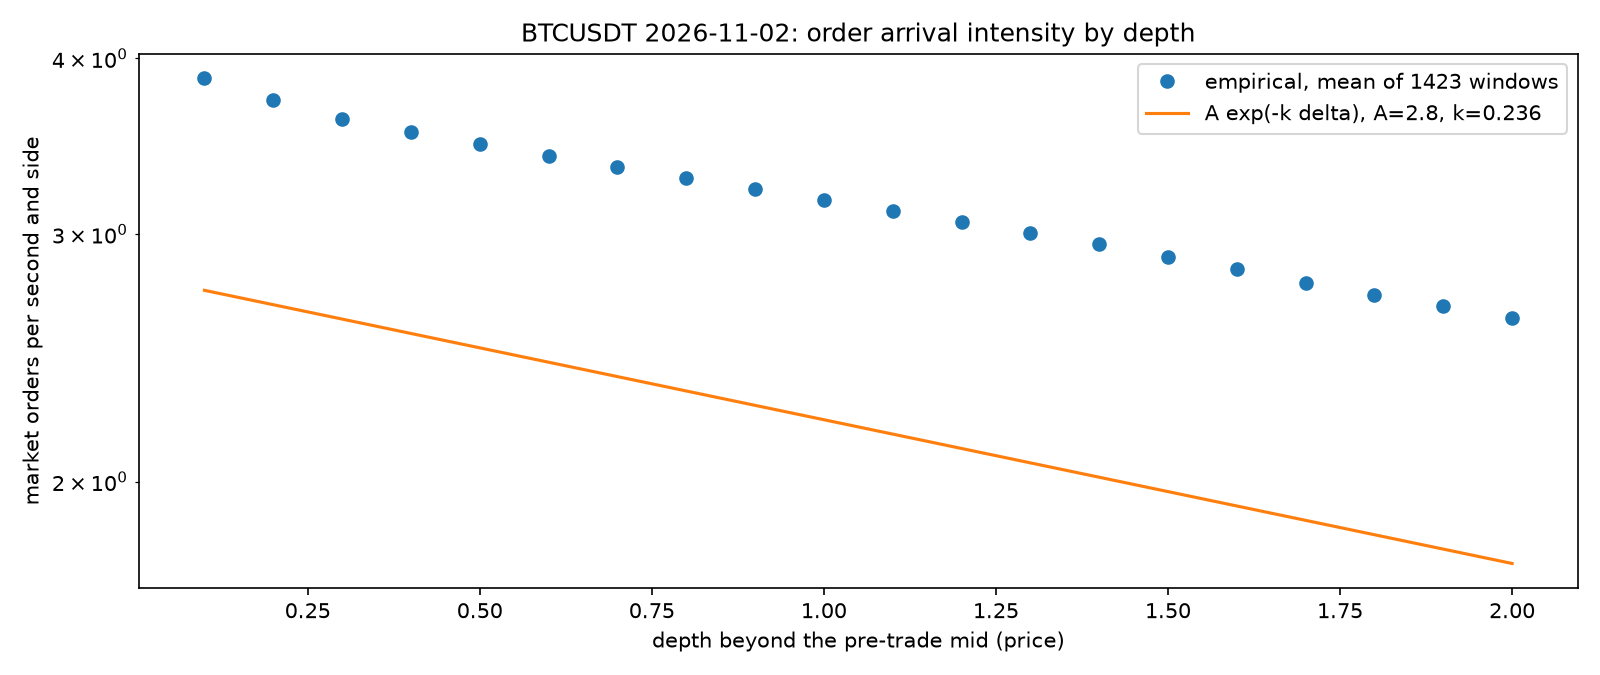 BTCUSDT 2026-11-02: order arrival intensity by depth
empirical, mean of 1423 windows
A exp(-k delta), A=2.8, k=0.236
market orders per second and side
4 × 10⁰
3 × 10⁰
2 × 10⁰
0.25 0.50 0.75 1.00 1.25 1.50 1.75 2.00
depth beyond the pre-trade mid (price)